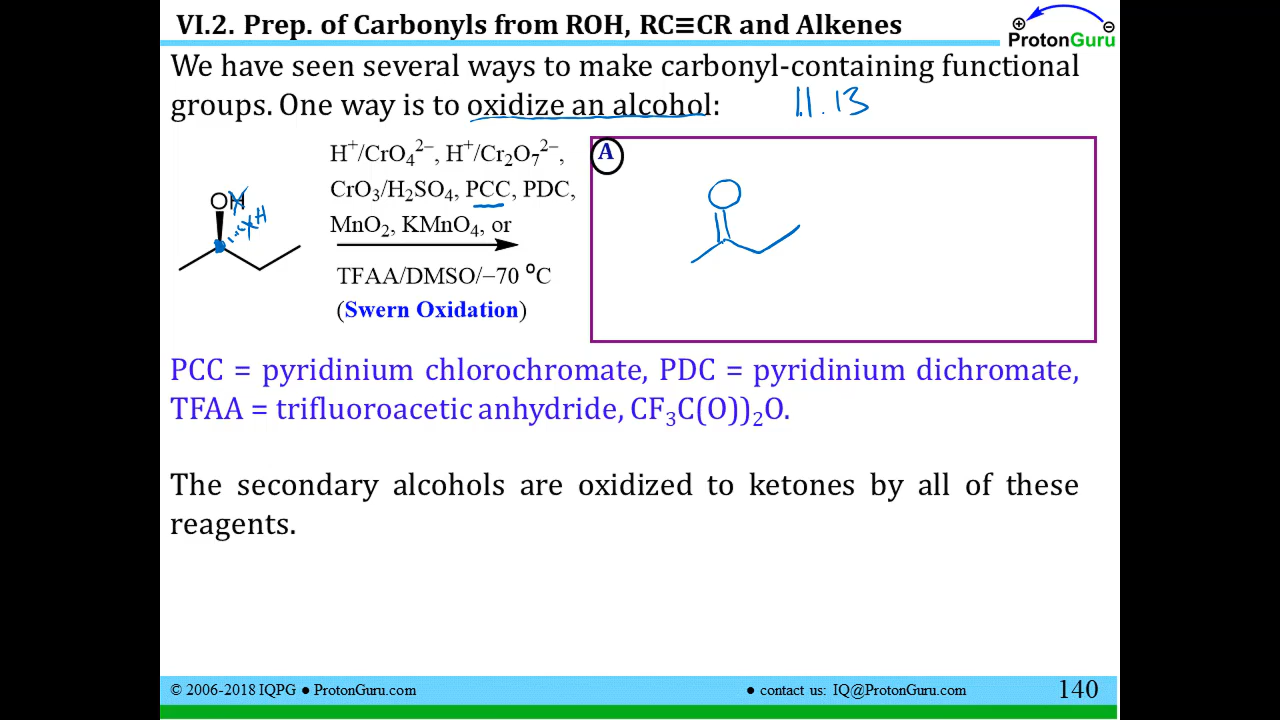 VI.2. Prep. of Carbonyls from ROH, RC≡CR and Alkenes
ProtonGuru
We have seen several ways to make carbonyl-containing functional
groups. One way is to oxidize an alcohol:
11.13
H⁺/CrO₄²⁻, H⁺/Cr₂O₇²⁻,
CrO₃/H₂SO₄, PCC, PDC,
MnO₂, KMnO₄, or
TFAA/DMSO/−70 ⁰C
(Swern Oxidation)
OH
H
A
O
PCC = pyridinium chlorochromate, PDC = pyridinium dichromate,
TFAA = trifluoroacetic anhydride, CF₃C(O))₂O.
The secondary alcohols are oxidized to ketones by all of these
reagents.
© 2006-2018 IQPG ● ProtonGuru.com
● contact us: IQ@ProtonGuru.com
140